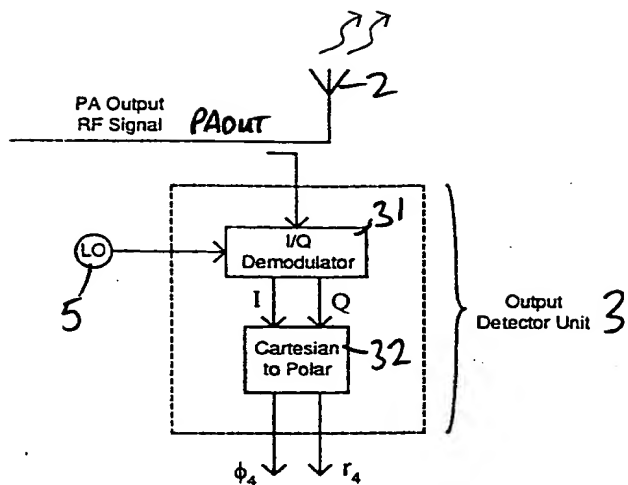 2
PA Output
RF Signal PAOUT
31
I/Q
Demodulator
LO
5
I Q
Output
Detector Unit 3
Cartesian
to Polar
32
ϕ₄ r₄